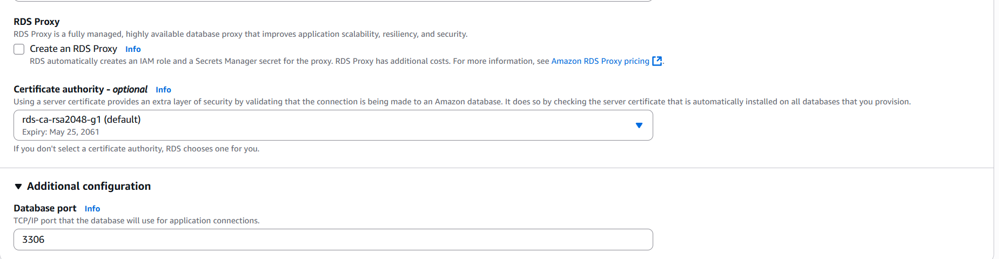 RDS Proxy
RDS Proxy is a fully managed, highly available database proxy that improves application scalability, resiliency, and security.
Create an RDS Proxy Info
RDS automatically creates an IAM role and a Secrets Manager secret for the proxy. RDS Proxy has additional costs. For more information, see Amazon RDS Proxy pricing.
Certificate authority - optional Info
Using a server certificate provides an extra layer of security by validating that the connection is being made to an Amazon database. It does so by checking the server certificate that is automatically installed on all databases that you provision.
rds-ca-rsa2048-g1 (default)
Expiry: May 25, 2061
If you don't select a certificate authority, RDS chooses one for you.
Additional configuration
Database port Info
TCP/IP port that the database will use for application connections.
3306